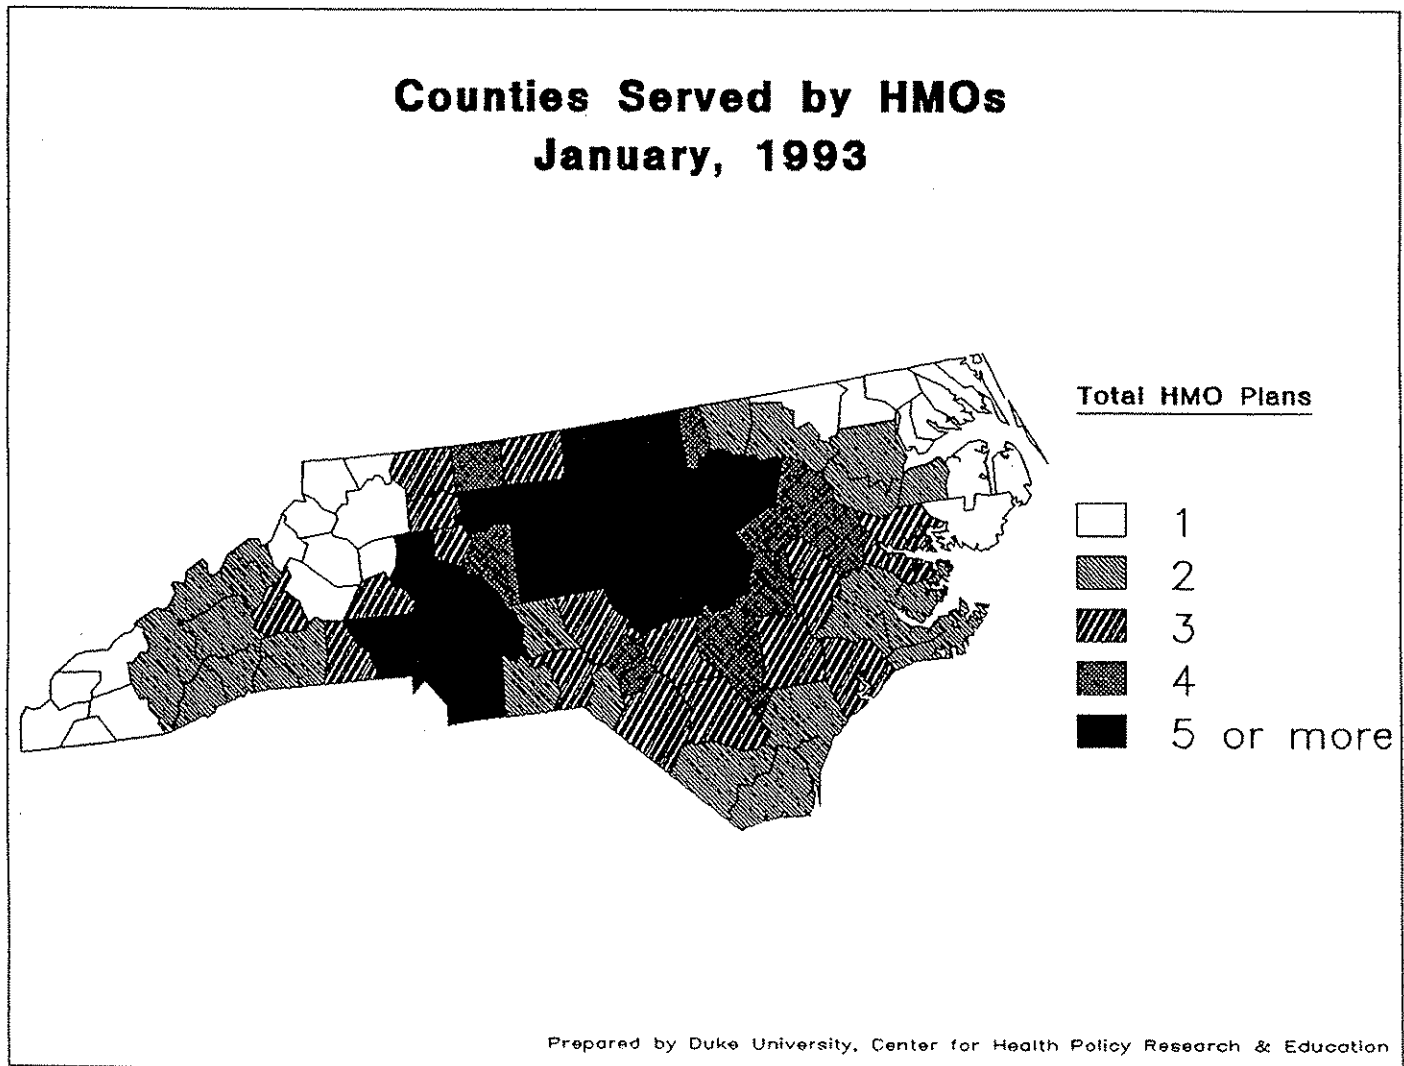 Counties Served by HMOs
January, 1993
Total HMO Plans
1
2
3
4
5 or more
Prepared by Duke University, Center for Health Policy Research & Education